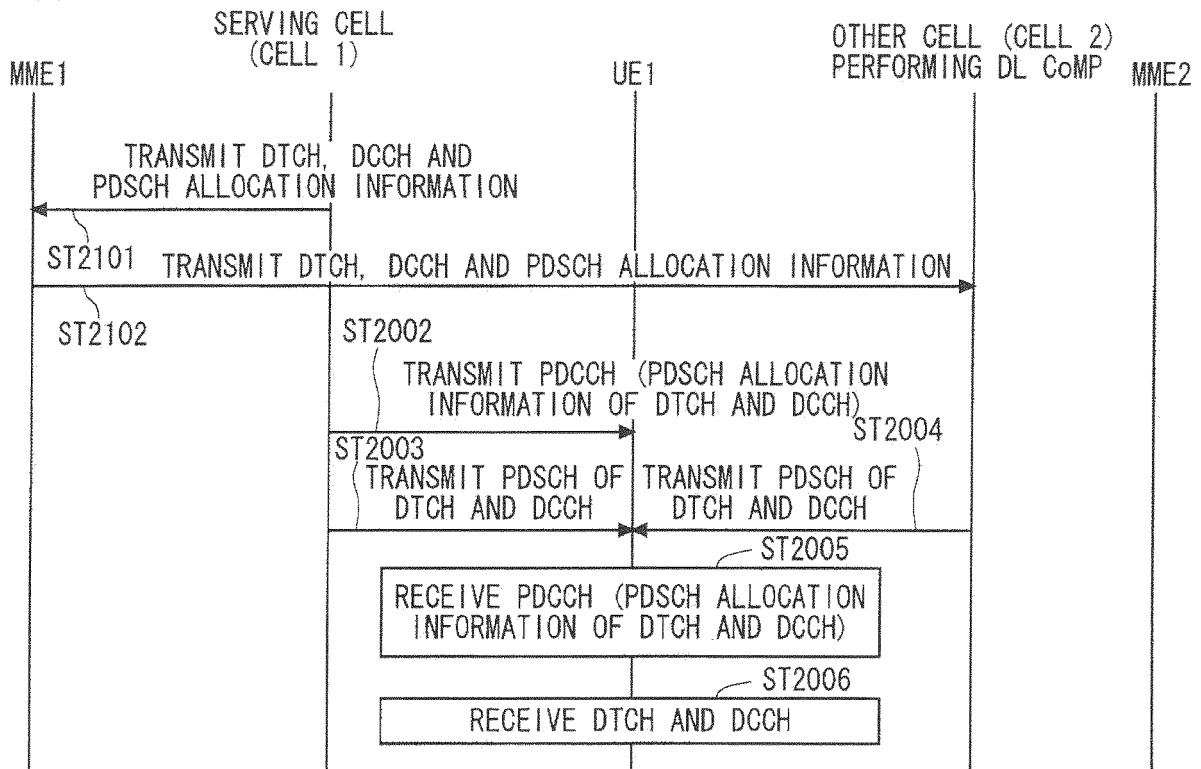 SERVING CELL
(CELL 1)
OTHER CELL (CELL 2)
PERFORMING DL CoMP
MME1
UE1
MME2
TRANSMIT DTCH, DCCH AND
PDSCH ALLOCATION INFORMATION
ST2101
TRANSMIT DTCH, DCCH AND PDSCH ALLOCATION INFORMATION
ST2102
ST2002
TRANSMIT PDCCH (PDSCH ALLOCATION
INFORMATION OF DTCH AND DCCH)
ST2003
ST2004
TRANSMIT PDSCH OF
DTCH AND DCCH
TRANSMIT PDSCH OF
DTCH AND DCCH
ST2005
RECEIVE PDCCH (PDSCH ALLOCATION
INFORMATION OF DTCH AND DCCH)
ST2006
RECEIVE DTCH AND DCCH